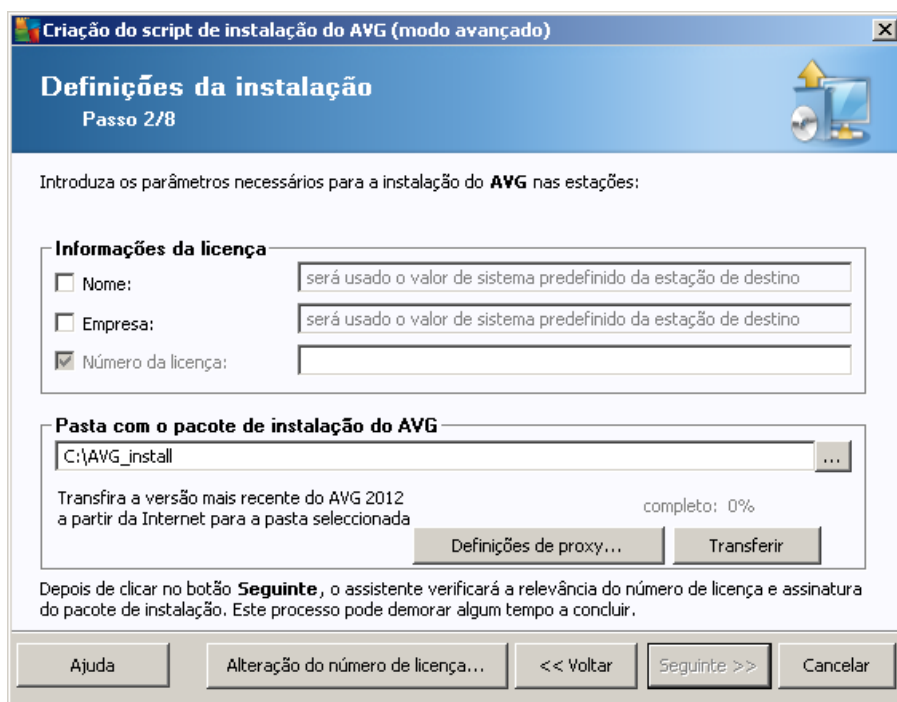 Criação do script de instalação do AVG (modo avançado)
Definições da instalação
Passo 2/8
Introduza os parâmetros necessários para a instalação do AVG nas estações:
Informações da licença
Nome:
será usado o valor de sistema predefinido da estação de destino
Empresa:
será usado o valor de sistema predefinido da estação de destino
Número da licença:
Pasta com o pacote de instalação do AVG
C:\AVG_install
...
Transfira a versão mais recente do AVG 2012
a partir da Internet para a pasta seleccionada
completo: 0%
Definições de proxy...
Transferir
Depois de clicar no botão Seguinte, o assistente verificará a relevância do número de licença e assinatura
do pacote de instalação. Este processo pode demorar algum tempo a concluir.
Ajuda
Alteração do número de licença...
<< Voltar
Seguinte >>
Cancelar